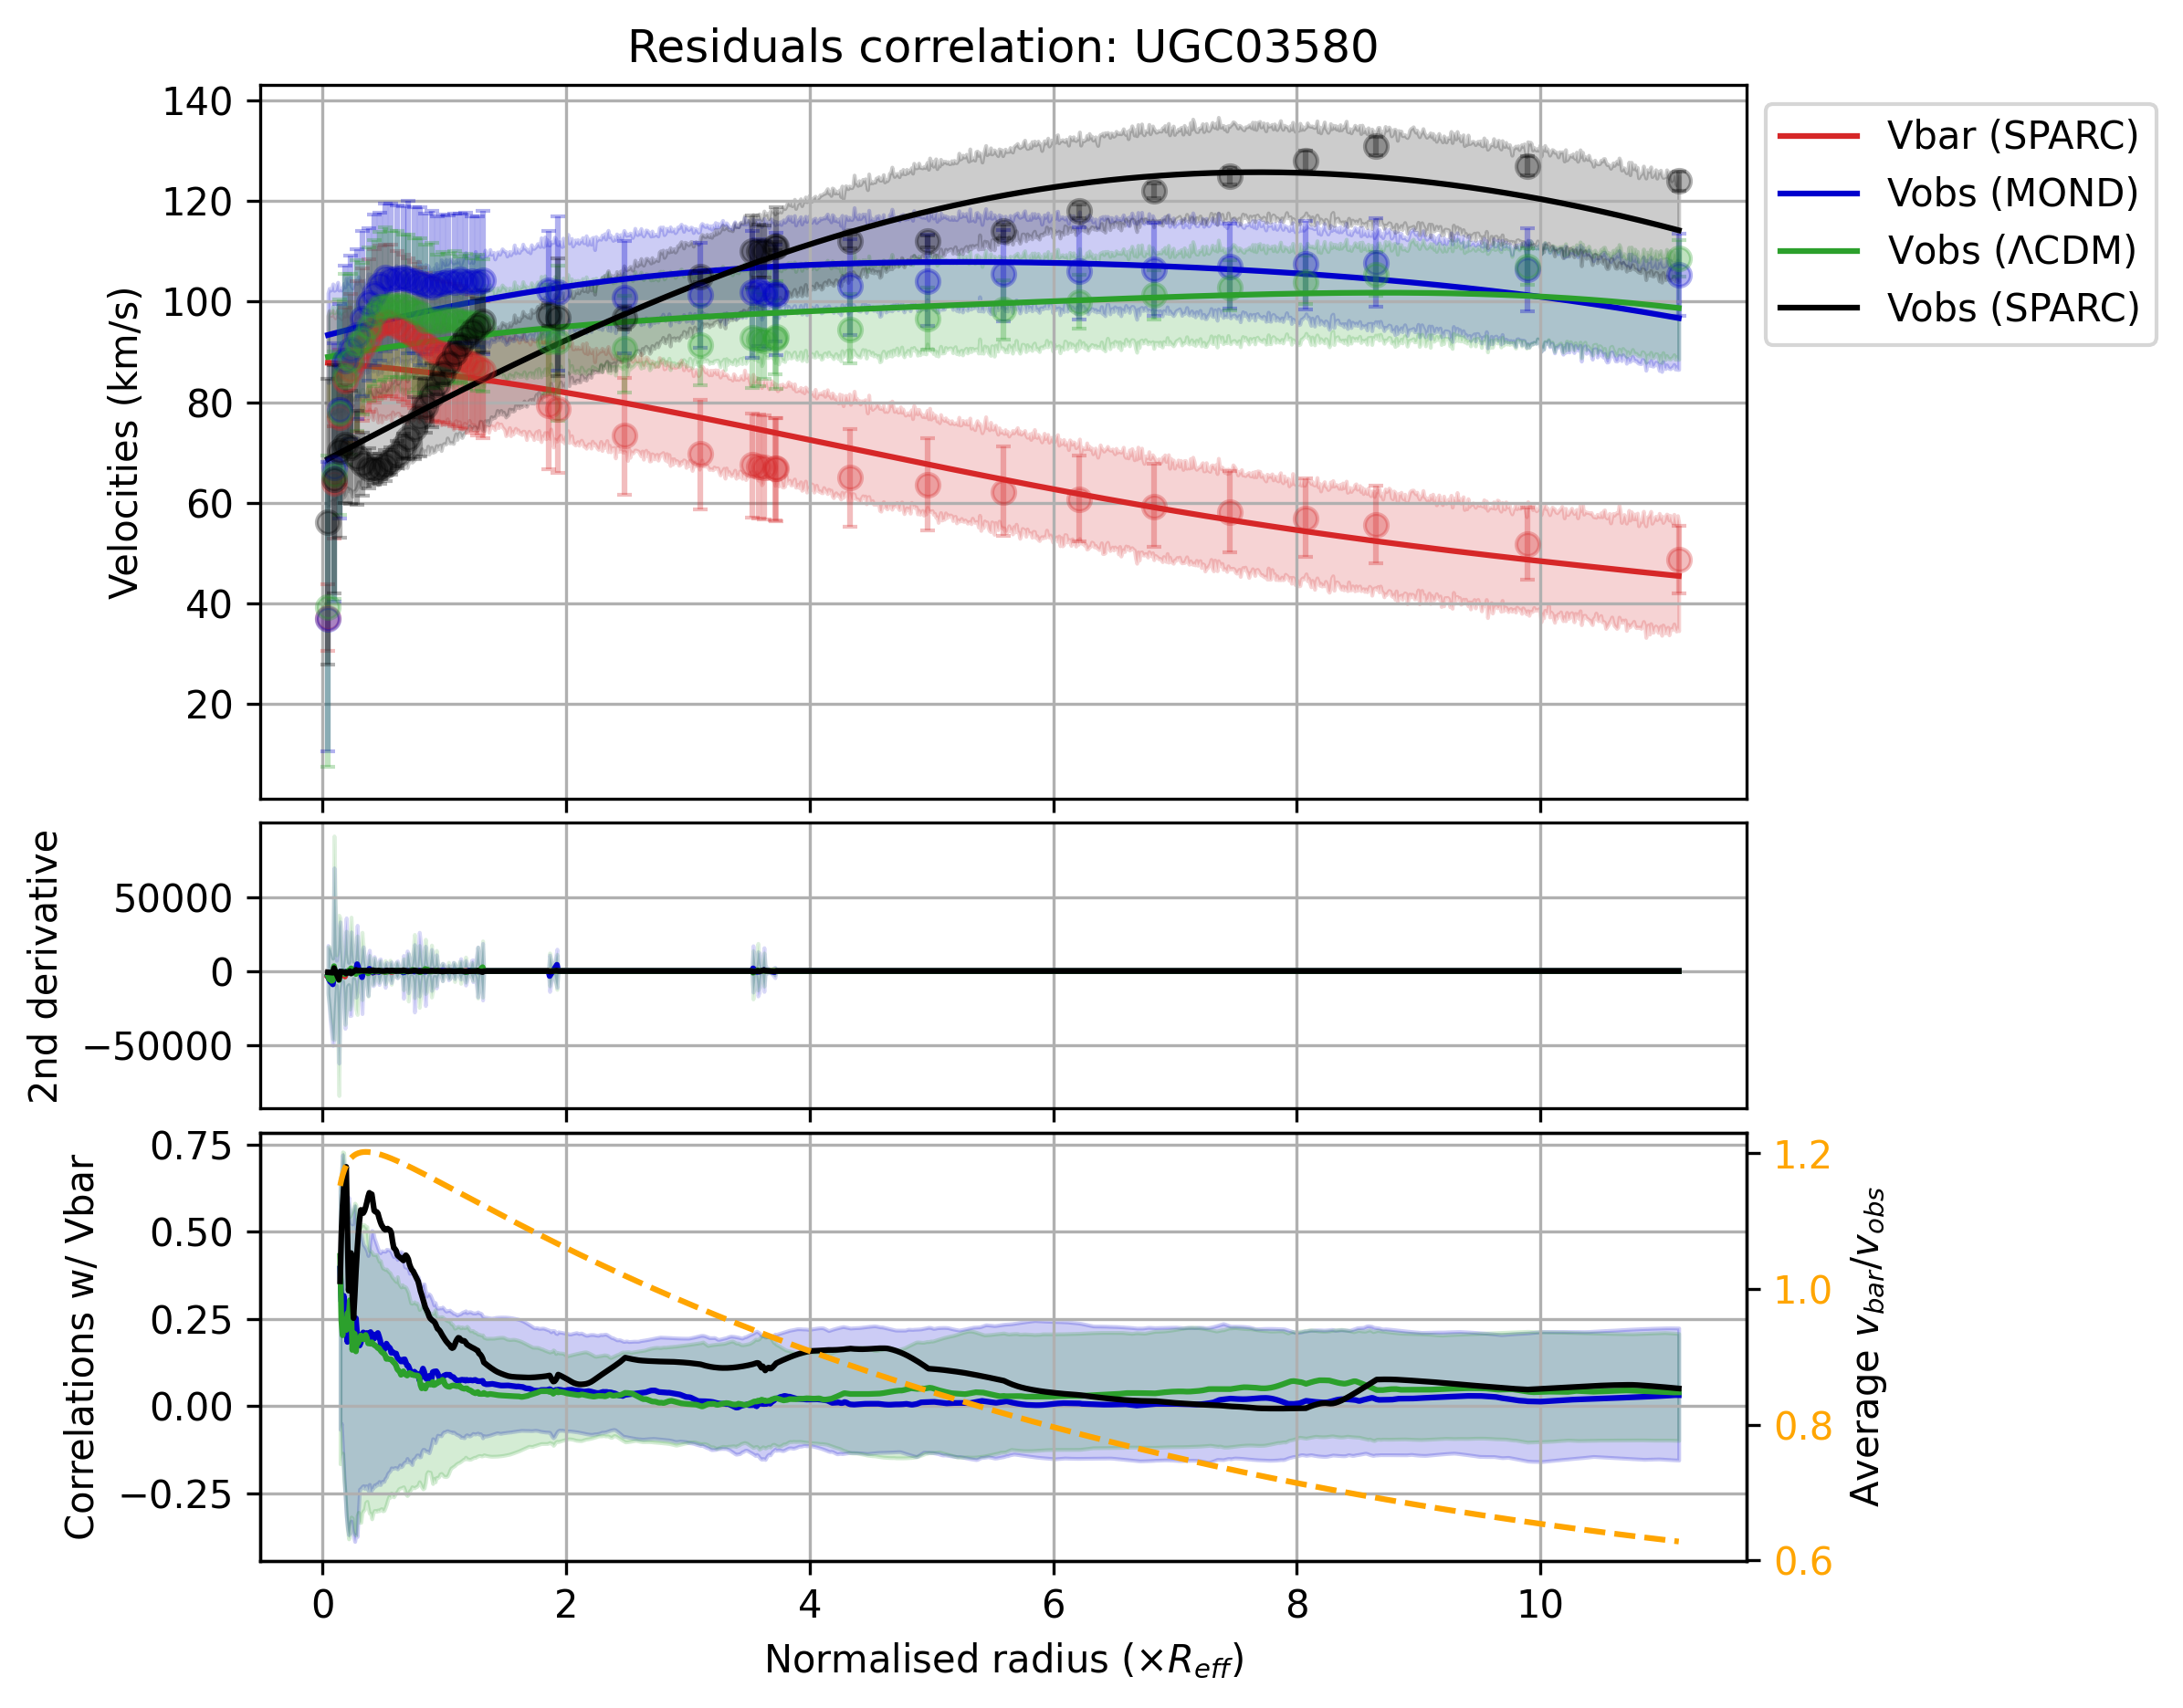 Residuals correlation: UGC03580
140
120
100
80
60
40
20
Velocities (km/s)
Vbar (SPARC)
Vobs (MOND)
Vobs (ΛCDM)
Vobs (SPARC)
50000
0
−50000
2nd derivative
0.75
0.50
0.25
0.00
−0.25
Correlations w/ Vbar
1.2
1.0
0.8
0.6
Average v_bar/v_obs
0 2 4 6 8 10
Normalised radius (×R_eff)